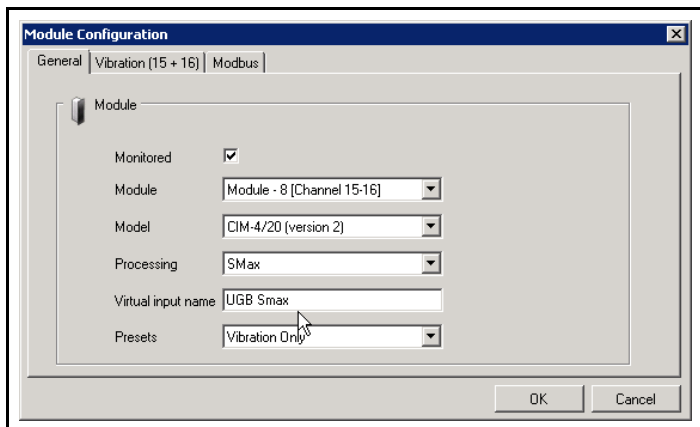 Module Configuration
General Vibration (15 + 16) Modbus
Module
Monitored
Module Module - 8 [Channel 15-16]
Model CIM-4/20 (version 2)
Processing SMax
Virtual input name UGB Smax
Presets Vibration Only
OK Cancel